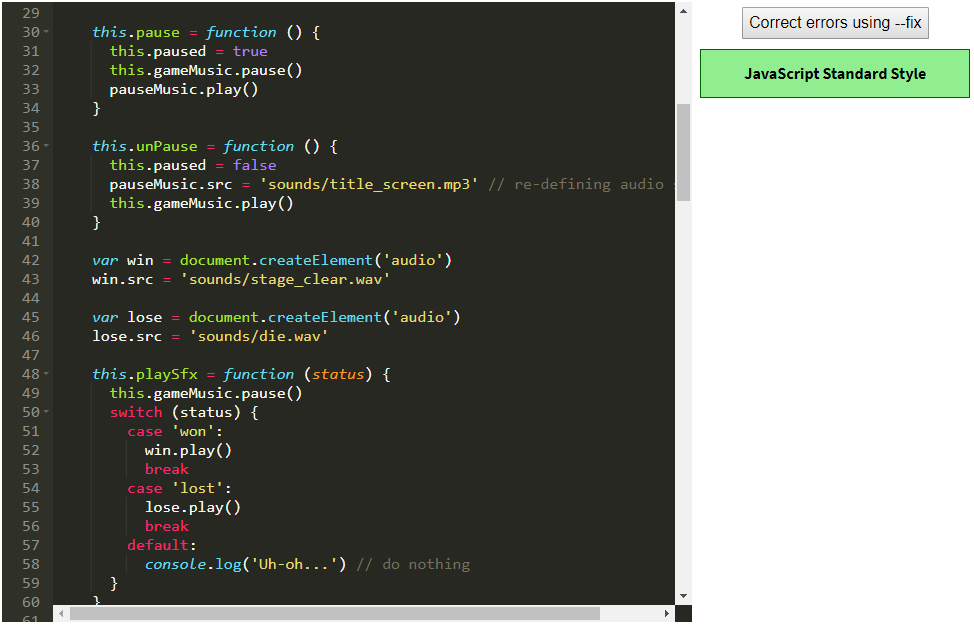 29
30 this.pause = function () {
31 this.paused = true
32 this.gameMusic.pause()
33 pauseMusic.play()
34 }
35
36 this.unPause = function () {
37 this.paused = false
38 pauseMusic.src = 'sounds/title_screen.mp3' // re-defining audio
39 this.gameMusic.play()
40 }
41
42 var win = document.createElement('audio')
43 win.src = 'sounds/stage_clear.wav'
44
45 var lose = document.createElement('audio')
46 lose.src = 'sounds/die.wav'
47
48 this.playSfx = function (status) {
49 this.gameMusic.pause()
50 switch (status) {
51 case 'won':
52 win.play()
53 break
54 case 'lost':
55 lose.play()
56 break
57 default:
58 console.log('Uh-oh...') // do nothing
59 }
60 }
61
Correct errors using --fix
JavaScript Standard Style